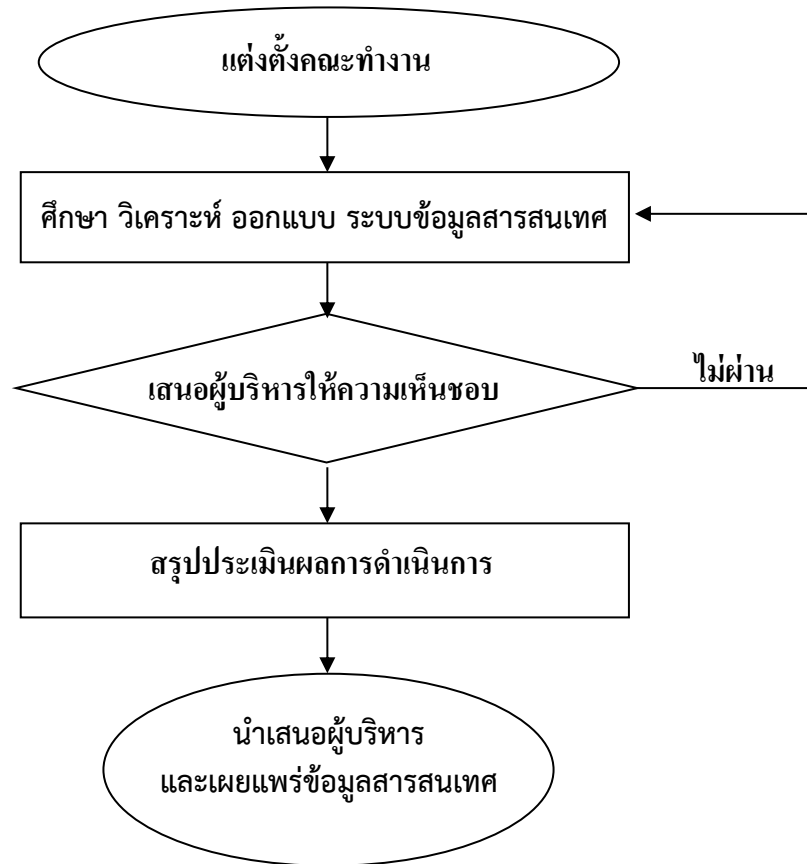 แต่งตั้งคณะทำงาน
ศึกษา วิเคราะห์ ออกแบบ ระบบข้อมูลสารสนเทศ
เสนอผู้บริหารให้ความเห็นชอบ
ไม่ผ่าน
สรุปประเมินผลการดำเนินการ
นำเสนอผู้บริหาร
และเผยแพร่ข้อมูลสารสนเทศ